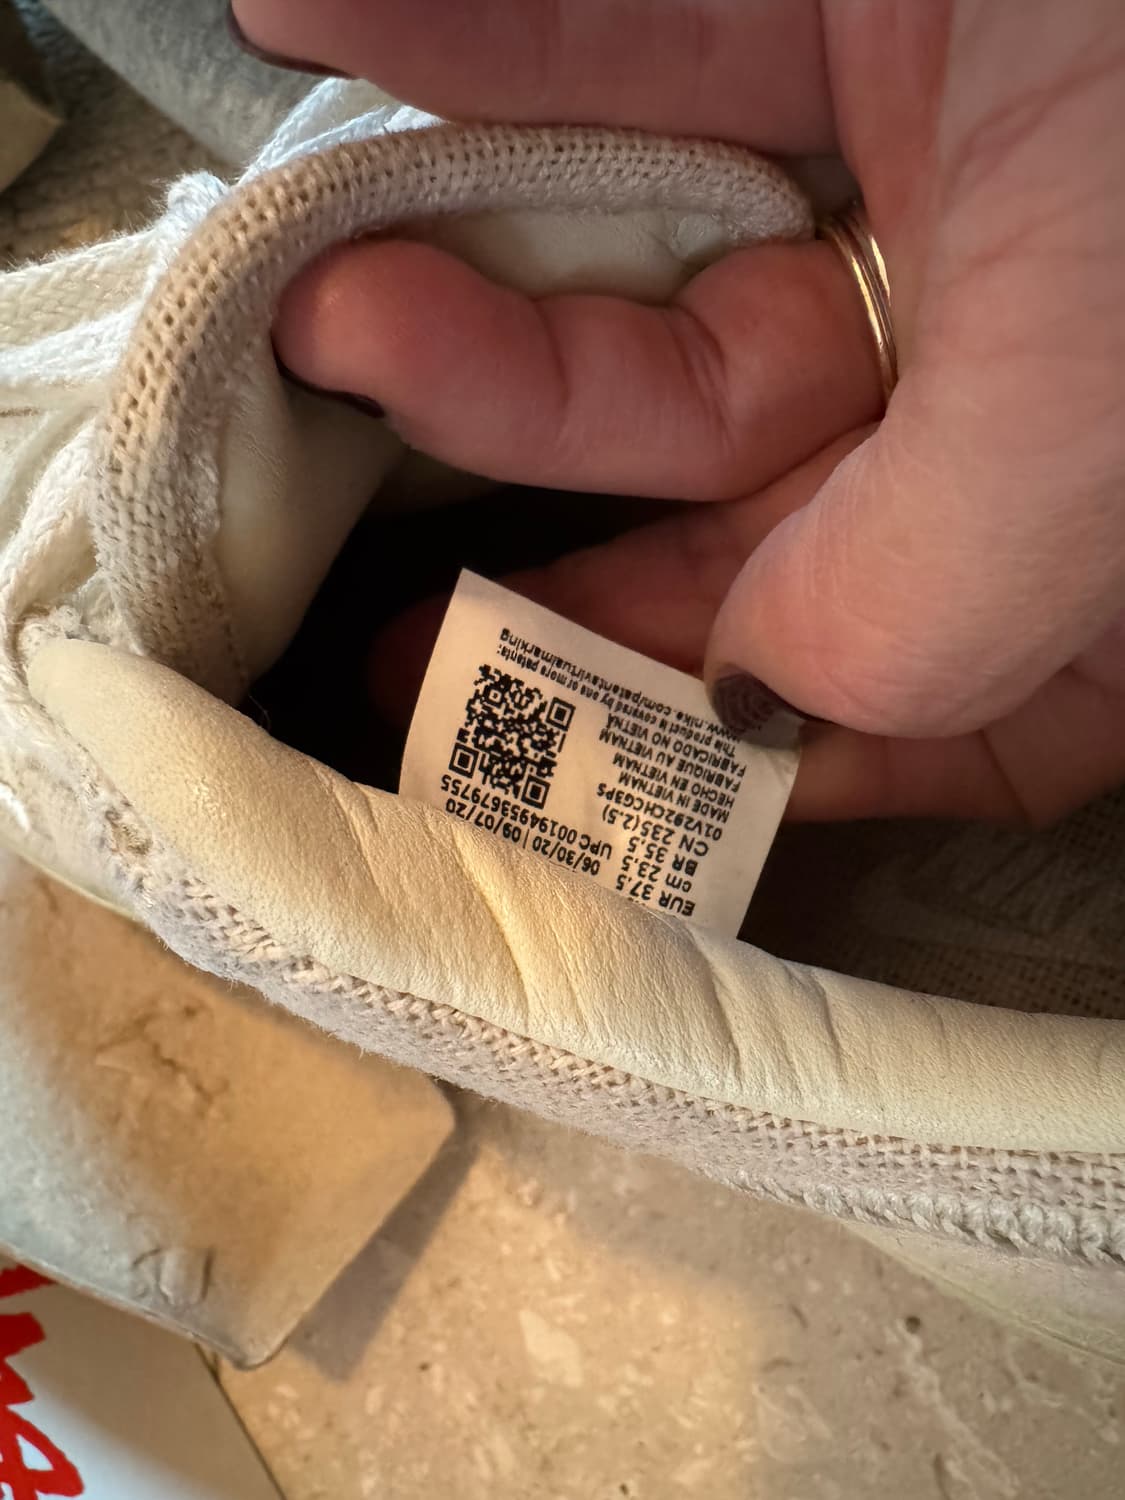 EUR 37.5
cm 23.5
BR 35.5
CN 235(2.5)
01V292CHCG3PS
MADE IN VIETNAM
HECHO EN VIETNAM
FABRIQUE AU VIETNAM
FABRICADO NO VIETNÃ
This product is covered by one or more patents:
www.nike.com/patentsvirtualmarking
06/30/20 | 09/07/20
UPC 00194953679755